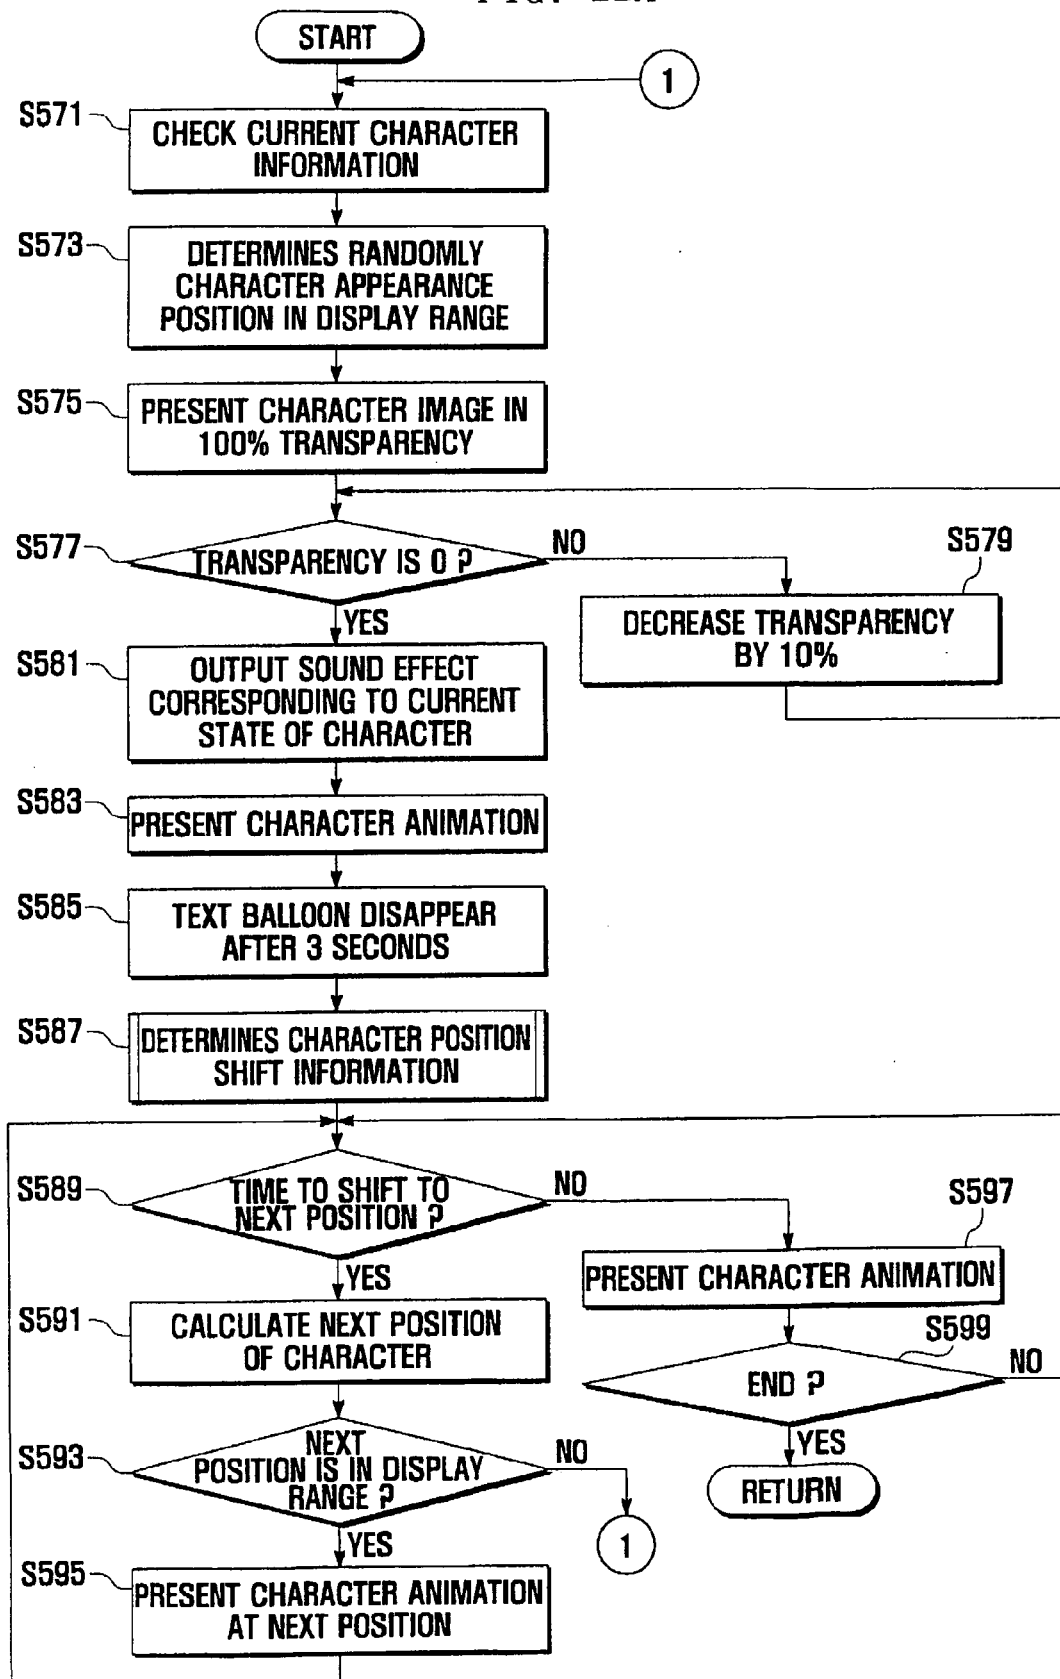 START
1
S571
CHECK CURRENT CHARACTER
INFORMATION
S573
DETERMINES RANDOMLY
CHARACTER APPEARANCE
POSITION IN DISPLAY RANGE
S575
PRESENT CHARACTER IMAGE IN
100% TRANSPARENCY
S577
TRANSPARENCY IS 0 ?
NO
YES
S579
DECREASE TRANSPARENCY
BY 10%
S581
OUTPUT SOUND EFFECT
CORRESPONDING TO CURRENT
STATE OF CHARACTER
S583
PRESENT CHARACTER ANIMATION
S585
TEXT BALLOON DISAPPEAR
AFTER 3 SECONDS
S587
DETERMINES CHARACTER POSITION
SHIFT INFORMATION
S589
TIME TO SHIFT TO
NEXT POSITION ?
NO
YES
S597
PRESENT CHARACTER ANIMATION
S591
CALCULATE NEXT POSITION
OF CHARACTER
S599
END ?
NO
YES
RETURN
S593
NEXT
POSITION IS IN DISPLAY
RANGE ?
NO
1
YES
S595
PRESENT CHARACTER ANIMATION
AT NEXT POSITION